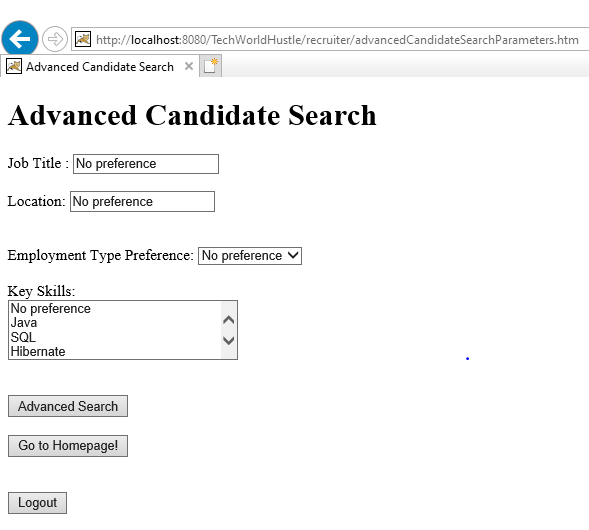 http://localhost:8080/TechWorldHustle/recruiter/advancedCandidateSearchParameters.htm
Advanced Candidate Search
Advanced Candidate Search
Job Title : No preference
Location: No preference
Employment Type Preference: No preference
Key Skills:
No preference
Java
SQL
Hibernate
Advanced Search
Go to Homepage!
Logout